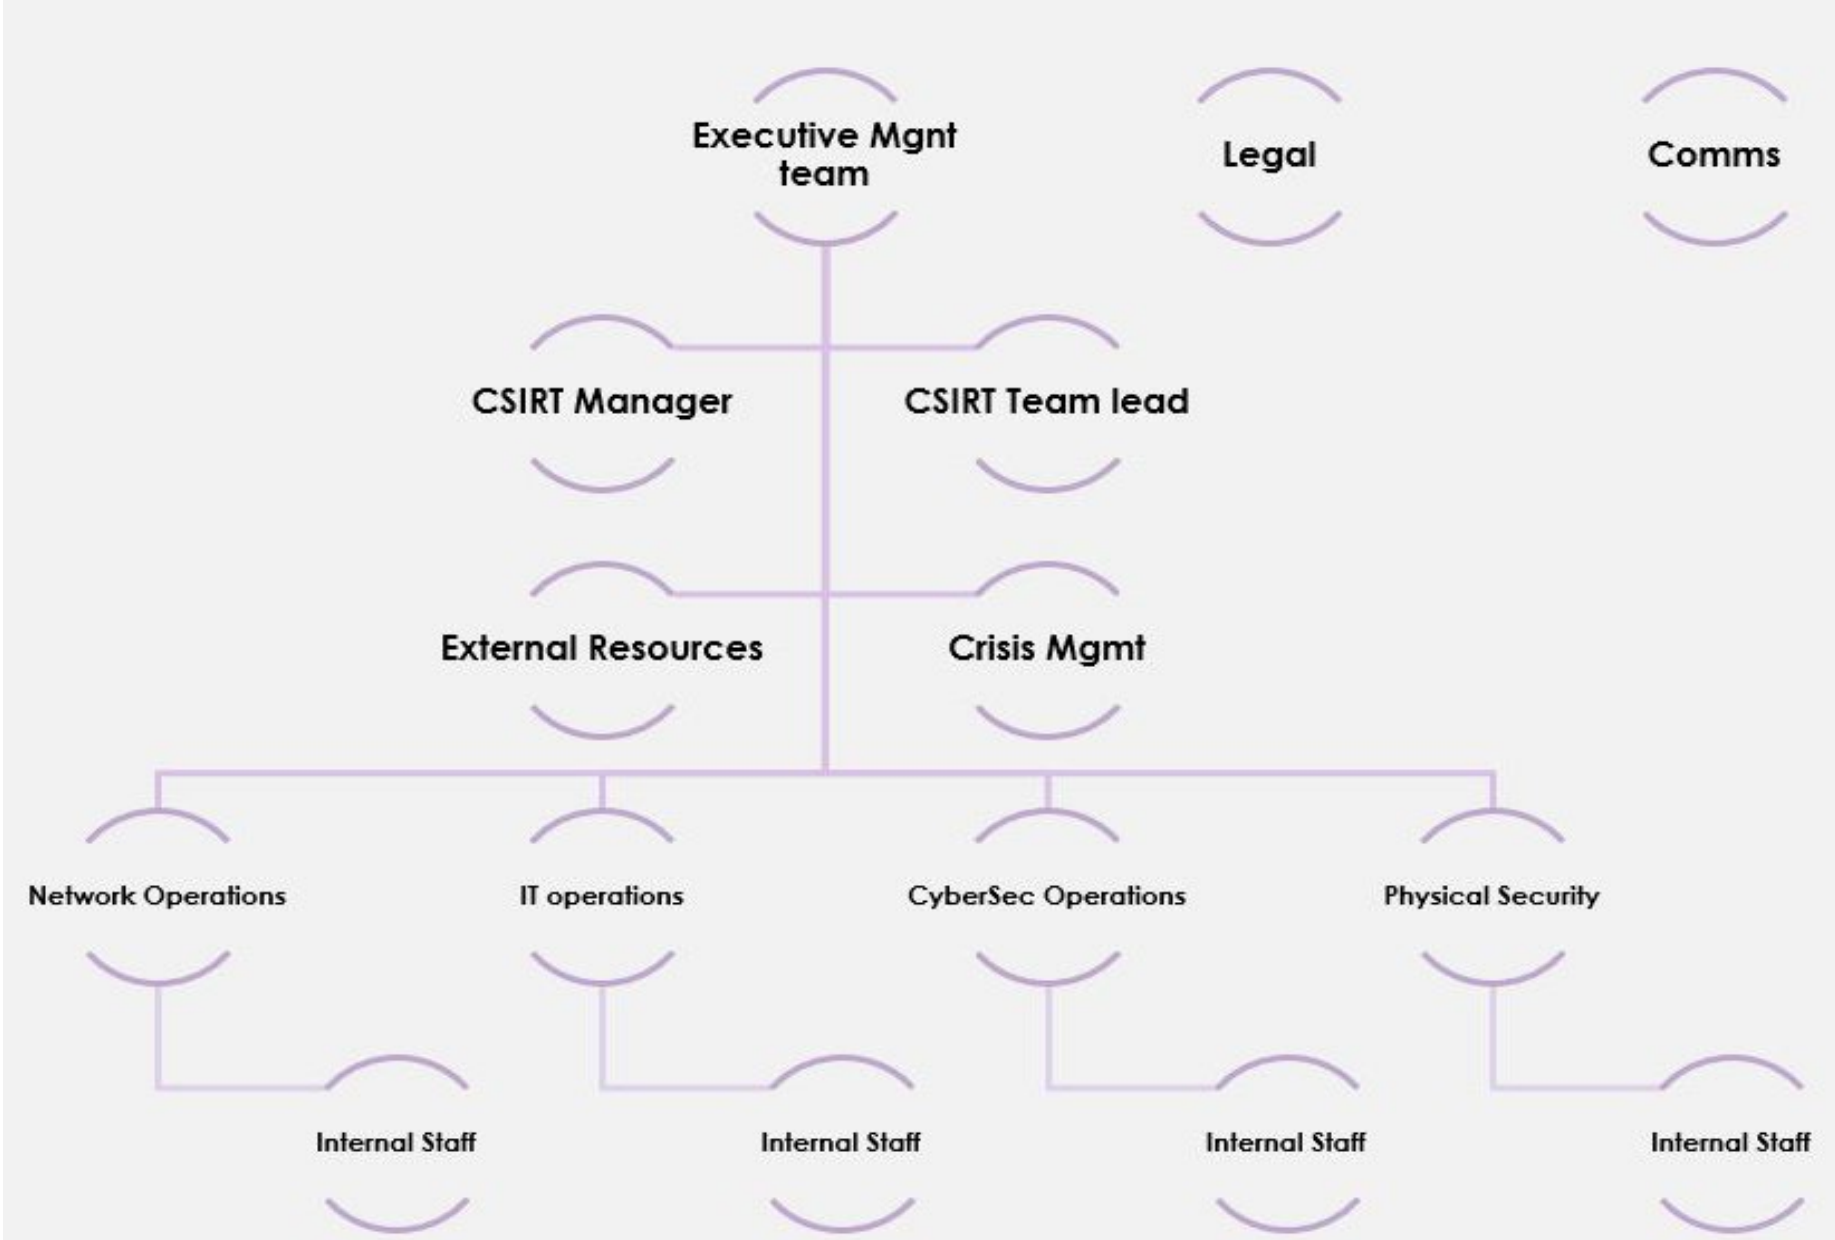 Executive Mgnt
team
Legal
Comms
CSIRT Manager
CSIRT Team lead
External Resources
Crisis Mgmt
Network Operations
IT operations
CyberSec Operations
Physical Security
Internal Staff
Internal Staff
Internal Staff
Internal Staff